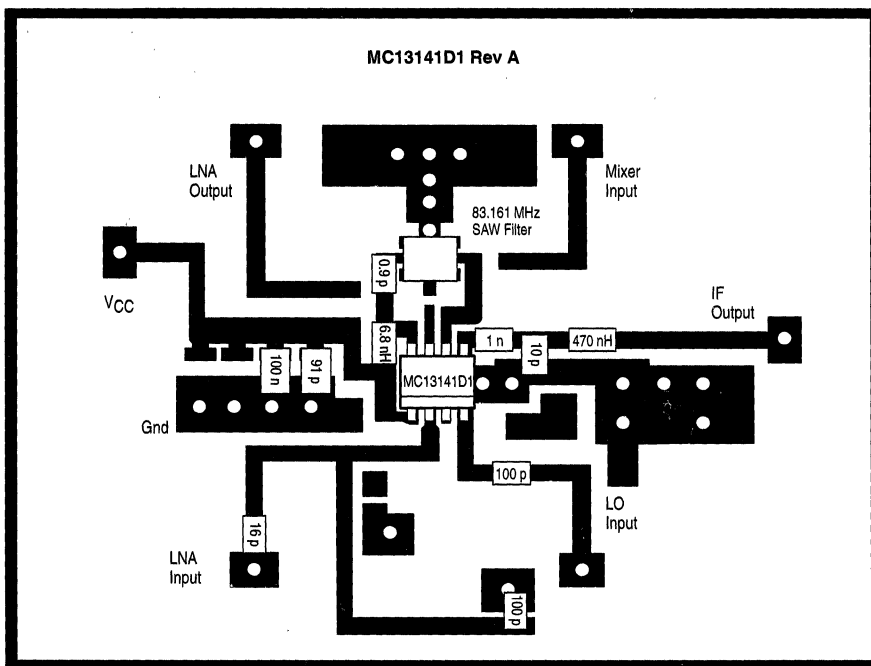 MC13141D1 Rev A
LNA
Output
Mixer
Input
83.161 MHz
SAW Filter
0.9 p
VCC
IF
Output
6.8 nH
1 n
10 p
470 nH
100 n
91 p
MC13141D1
Gnd
100 p
LO
Input
16 p
LNA
Input
100 p